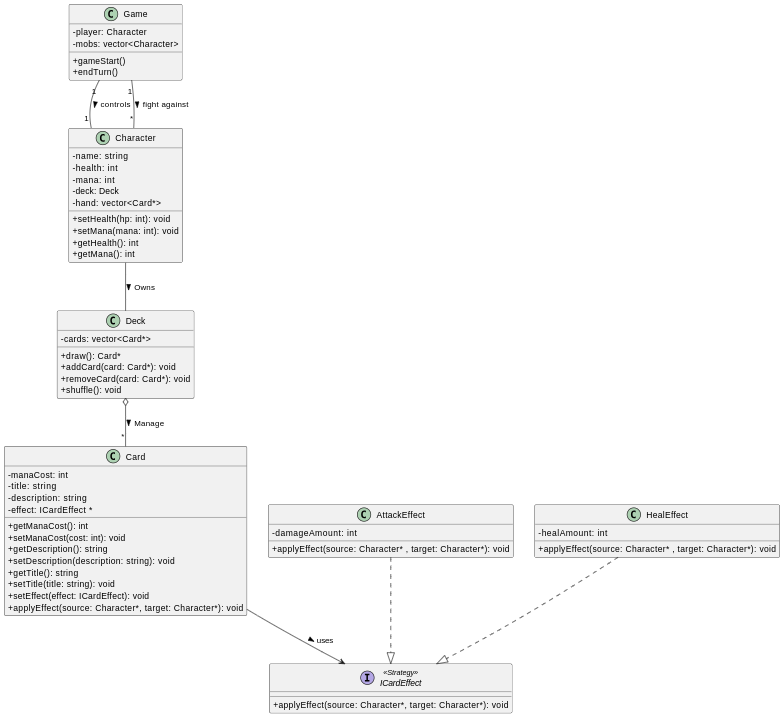 C Game
-player: Character
-mobs: vector<Character>
+gameStart()
+endTurn()
1
1
controls
fight against
1
*
C Character
-name: string
-health: int
-mana: int
-deck: Deck
-hand: vector<Card*>
+setHealth(hp: int): void
+setMana(mana: int): void
+getHealth(): int
+getMana(): int
Owns
C Deck
-cards: vector<Card*>
+draw(): Card*
+addCard(card: Card*): void
+removeCard(card: Card*): void
+shuffle(): void
Manage
*
C Card
-manaCost: int
-title: string
-description: string
-effect: ICardEffect *
+getManaCost(): int
+setManaCost(cost: int): void
+getDescription(): string
+setDescription(description: string): void
+getTitle(): string
+setTitle(title: string): void
+setEffect(effect: ICardEffect): void
+applyEffect(source: Character*, target: Character*): void
C AttackEffect
-damageAmount: int
+applyEffect(source: Character* , target: Character*): void
C HealEffect
-healAmount: int
+applyEffect(source: Character* , target: Character*): void
uses
«Strategy»
I ICardEffect
+applyEffect(source: Character*, target: Character*): void